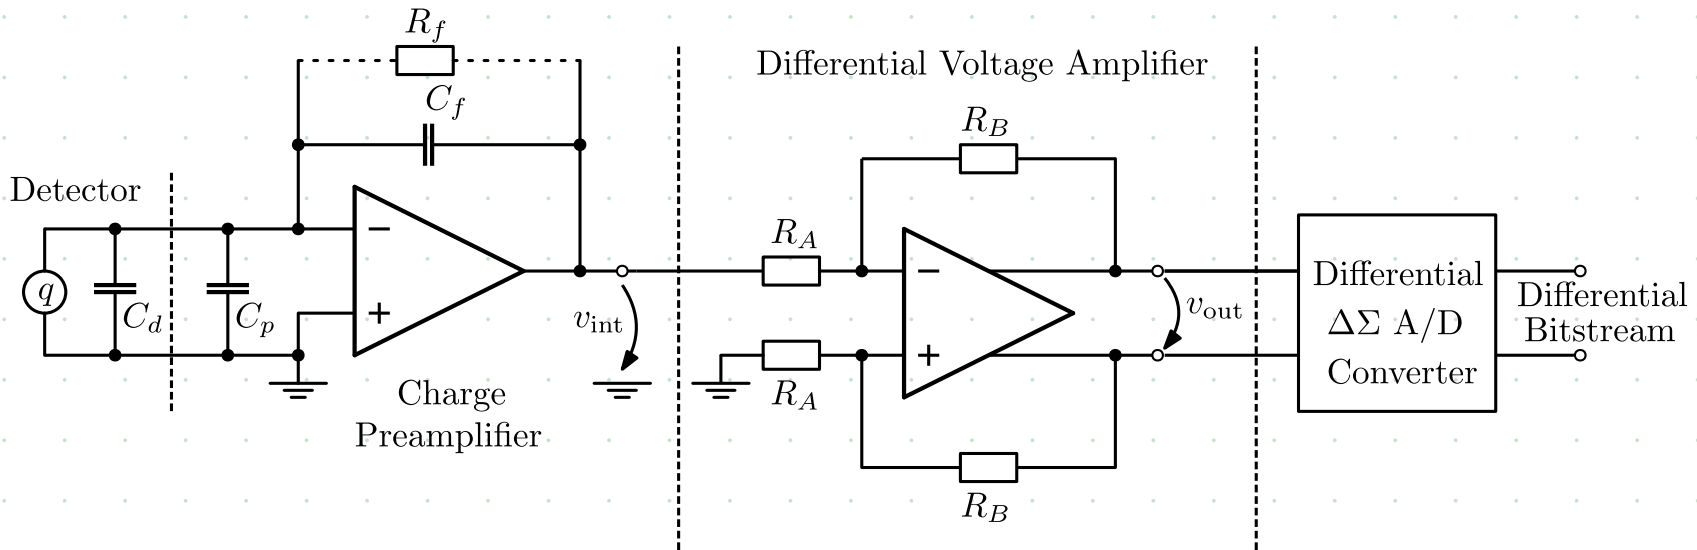 R_f
Differential Voltage Amplifier
C_f
R_B
Detector
R_A
−
−
q
C_d
C_p
+
v_int
v_out
Differential
ΔΣ A/D
Converter
Differential
Bitstream
+
R_A
Charge
Preamplifier
R_B